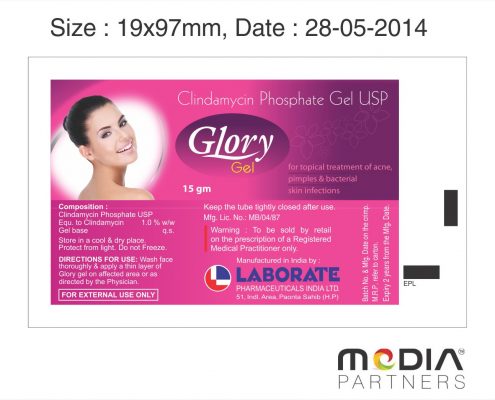 Size : 19x97mm, Date : 28-05-2014
Clindamycin Phosphate Gel USP
Glory
Gel
for topical treatment of acne,
pimples & bacterial
skin infections
15 gm
Composition :
Clindamycin Phosphate USP
Equ. to Clindamycin 1.0 % w/w
Gel base q.s.
Store in a cool & dry place.
Protect from light. Do not Freeze.
DIRECTIONS FOR USE: Wash face
thoroughly & apply a thin layer of
Glory gel on affected area or as
directed by the Physician.
FOR EXTERNAL USE ONLY
Keep the tube tightly closed after use.
Mfg. Lic. No.: MB/04/87
Warning : To be sold by retail
on the prescription of a Registered
Medical Practitioner only.
Manufactured in India by :
LABORATE
PHARMACEUTICALS INDIA LTD.
51, Indl. Area, Paonta Sahib (H.P)
Batch No. & Mfg. Date on the crimp.
M.R.P. refer to carton.
Expiry 2 years from the Mfg. Date.
EPL
MEDIA™
PARTNERS